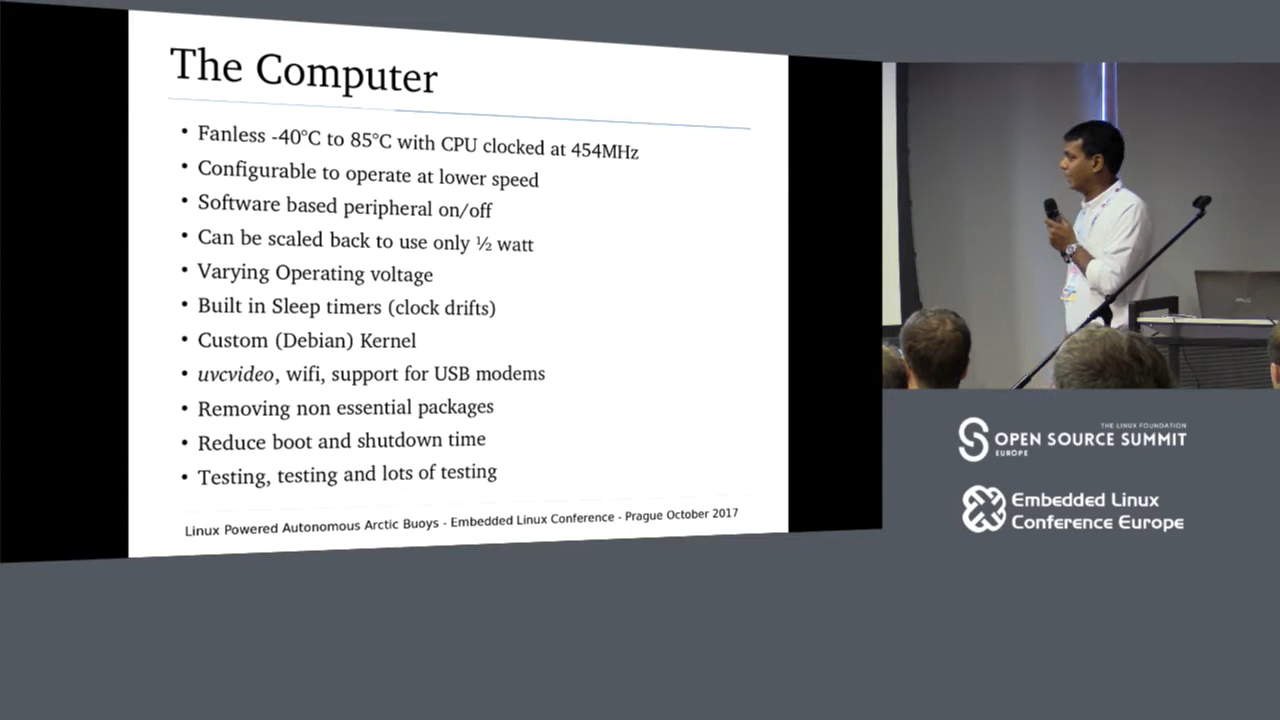 The Computer
• Fanless -40°C to 85°C with CPU clocked at 454MHz
• Configurable to operate at lower speed
• Software based peripheral on/off
• Can be scaled back to use only ½ watt
• Varying Operating voltage
• Built in Sleep timers (clock drifts)
• Custom (Debian) Kernel
• uvcvideo, wifi, support for USB modems
• Removing non essential packages
• Reduce boot and shutdown time
• Testing, testing and lots of testing
Linux Powered Autonomous Arctic Buoys - Embedded Linux Conference - Prague October 2017
THE LINUX FOUNDATION
OPEN SOURCE SUMMIT
EUROPE
Embedded Linux
Conference Europe